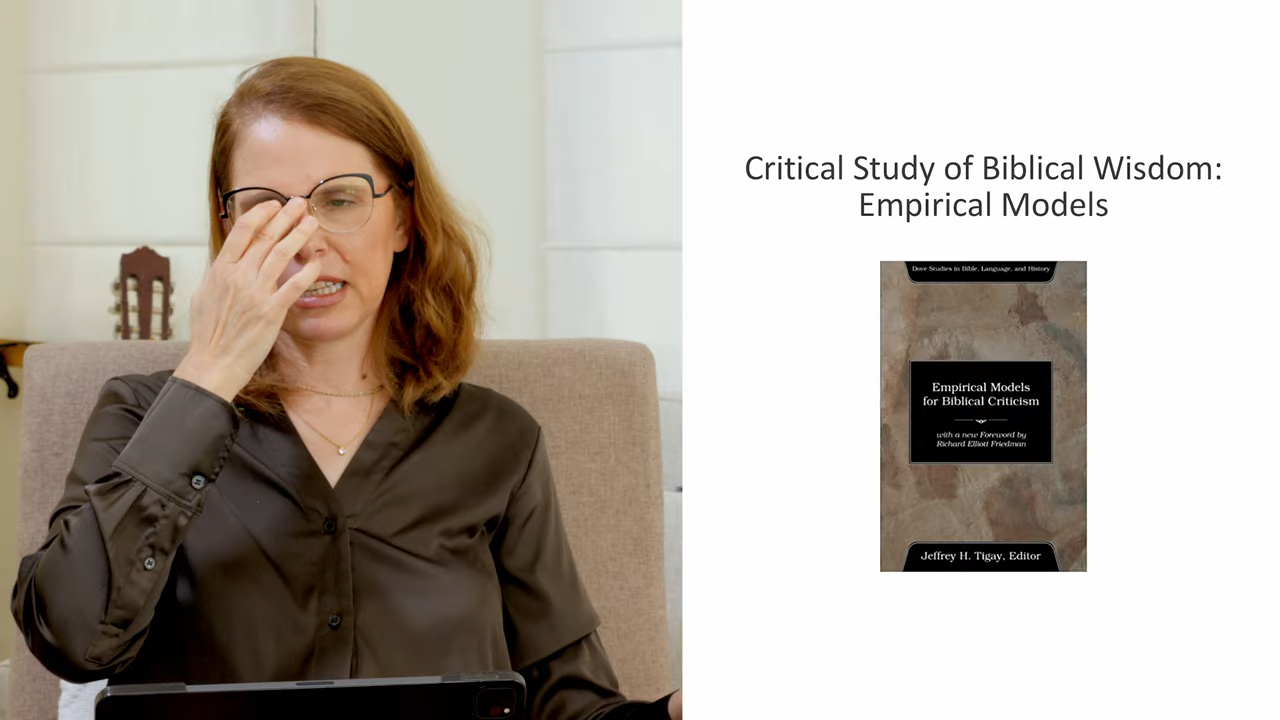 Critical Study of Biblical Wisdom:
Empirical Models
Dove Studies in Bible, Language, and History
Empirical Models
for Biblical Criticism
with a new Foreword by
Richard Elliott Friedman
Jeffrey H. Tigay, Editor